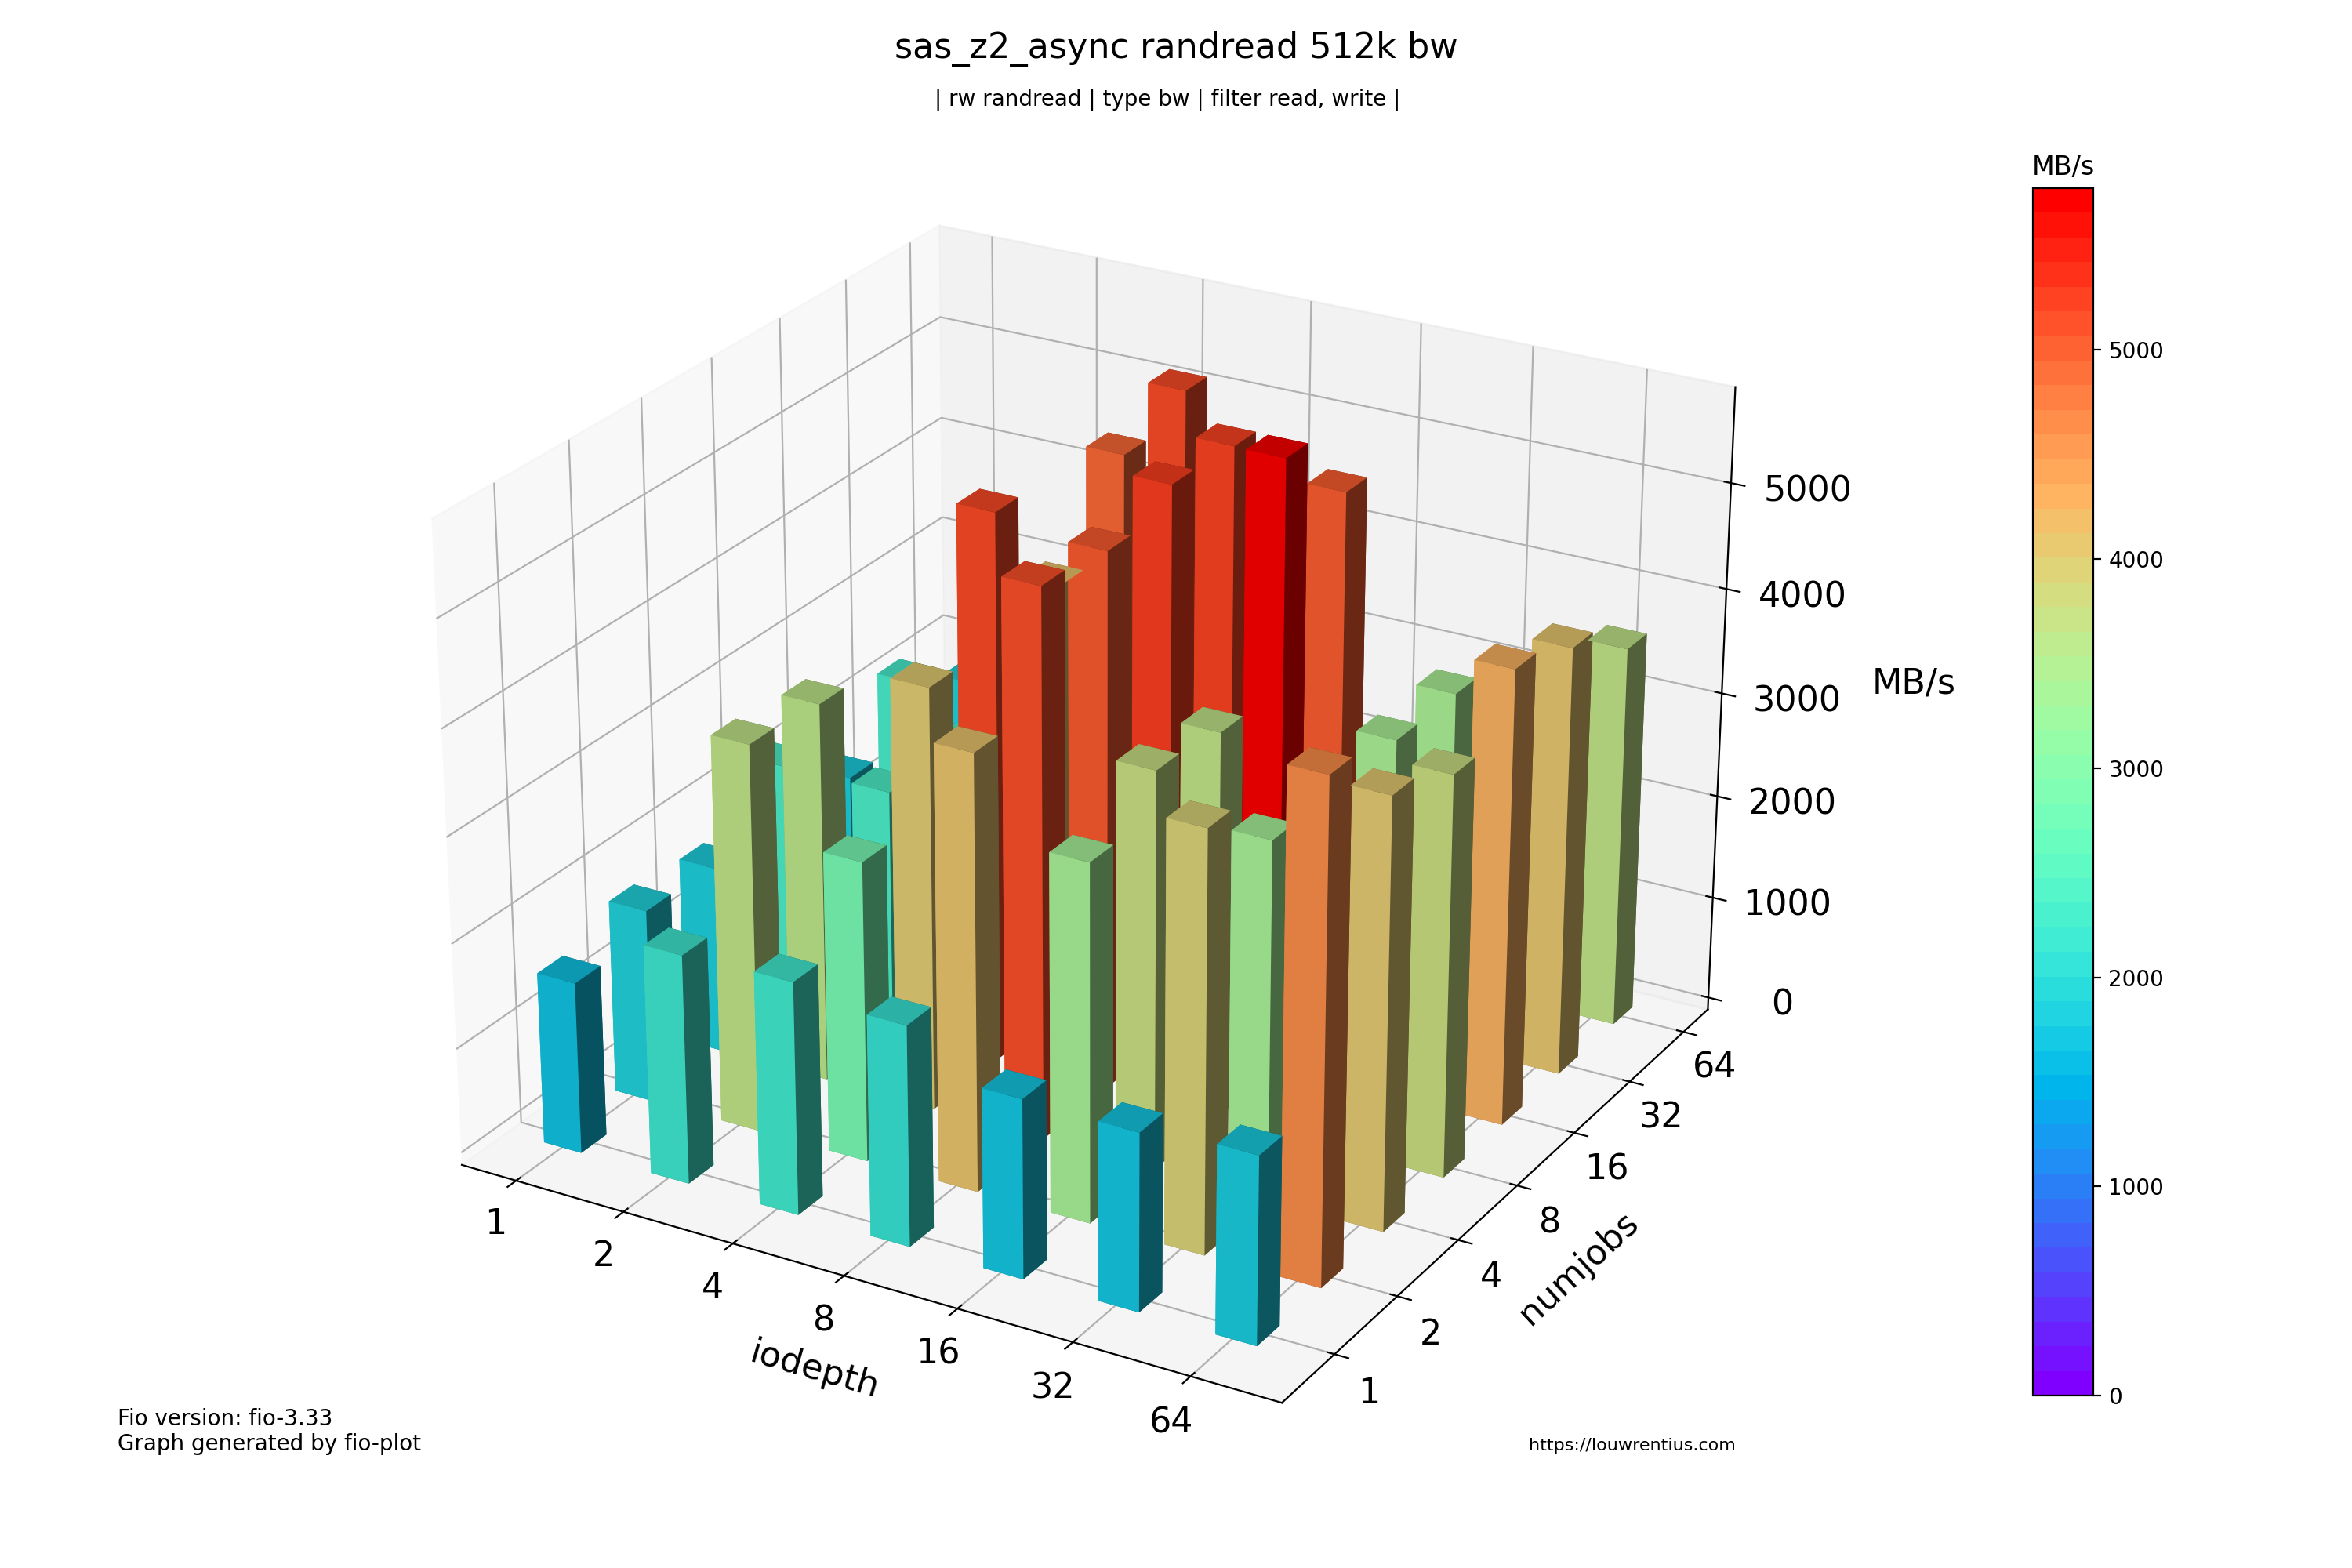 sas_z2_async randread 512k bw
| rw randread | type bw | filter read, write |
MB/s
5000
4000
3000
2000
1000
0
MB/s
5000
4000
3000
2000
1000
0
64
32
16
8
4
2
1
numjobs
1
2
4
8
16
32
64
iodepth
Fio version: fio-3.33
Graph generated by fio-plot
https://louwrentius.com